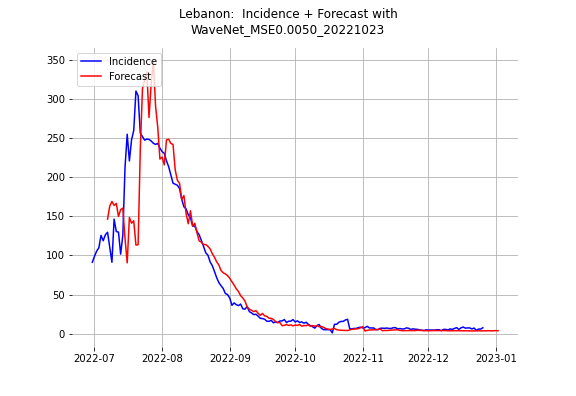 Lebanon:  Incidence + Forecast with
WaveNet_MSE0.0050_20221023
Incidence
Forecast
350
300
250
200
150
100
50
0
2022-07 2022-08 2022-09 2022-10 2022-11 2022-12 2023-01